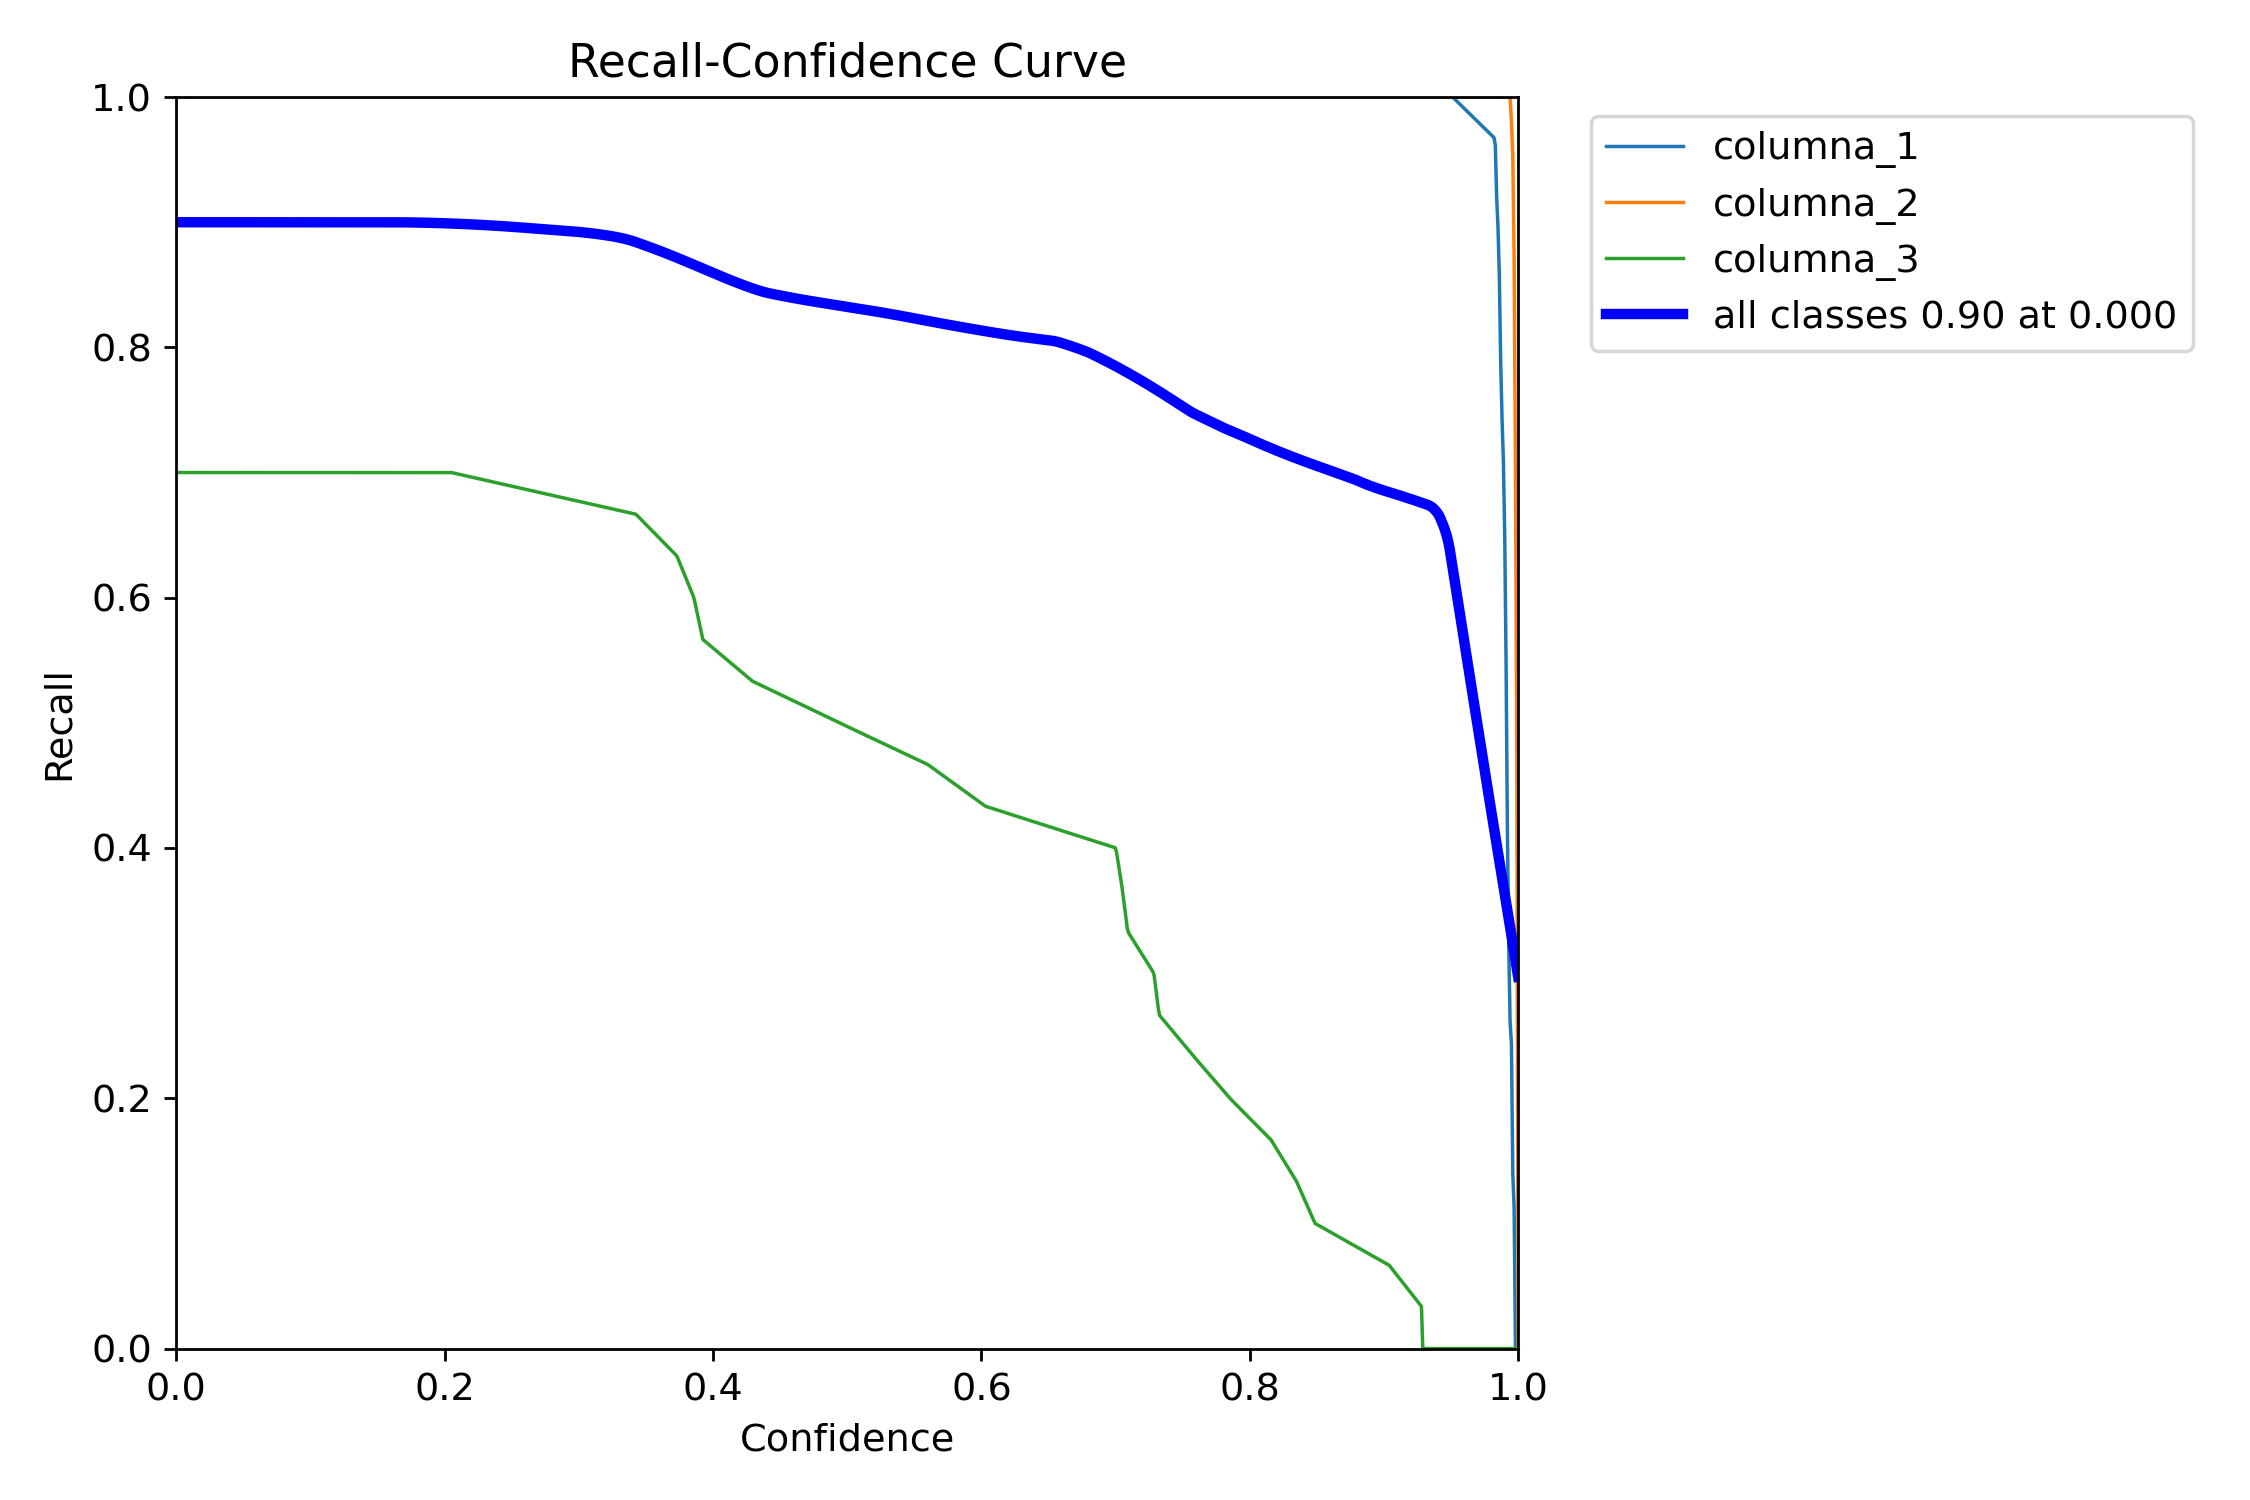 Recall-Confidence Curve
1.0
0.8
0.6
0.4
0.2
0.0
Recall
0.0 0.2 0.4 0.6 0.8 1.0
Confidence
columna_1
columna_2
columna_3
all classes 0.90 at 0.000